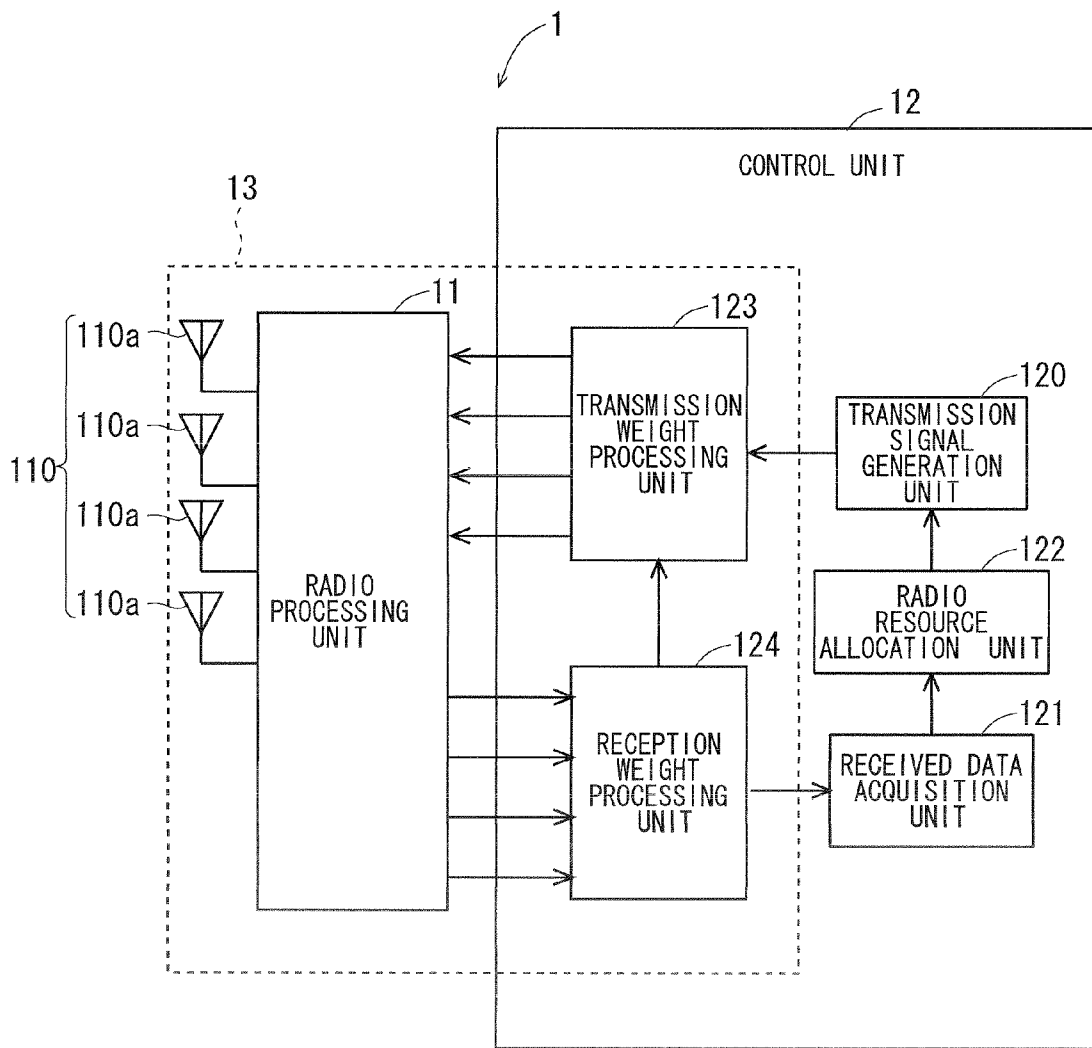 1
12
CONTROL UNIT
13
11
123
110a
110a
110a
110a
110
TRANSMISSION
WEIGHT
PROCESSING
UNIT
120
TRANSMISSION
SIGNAL
GENERATION
UNIT
RADIO
PROCESSING
UNIT
122
RADIO
RESOURCE
ALLOCATION UNIT
124
RECEPTION
WEIGHT
PROCESSING
UNIT
121
RECEIVED DATA
ACQUISITION
UNIT